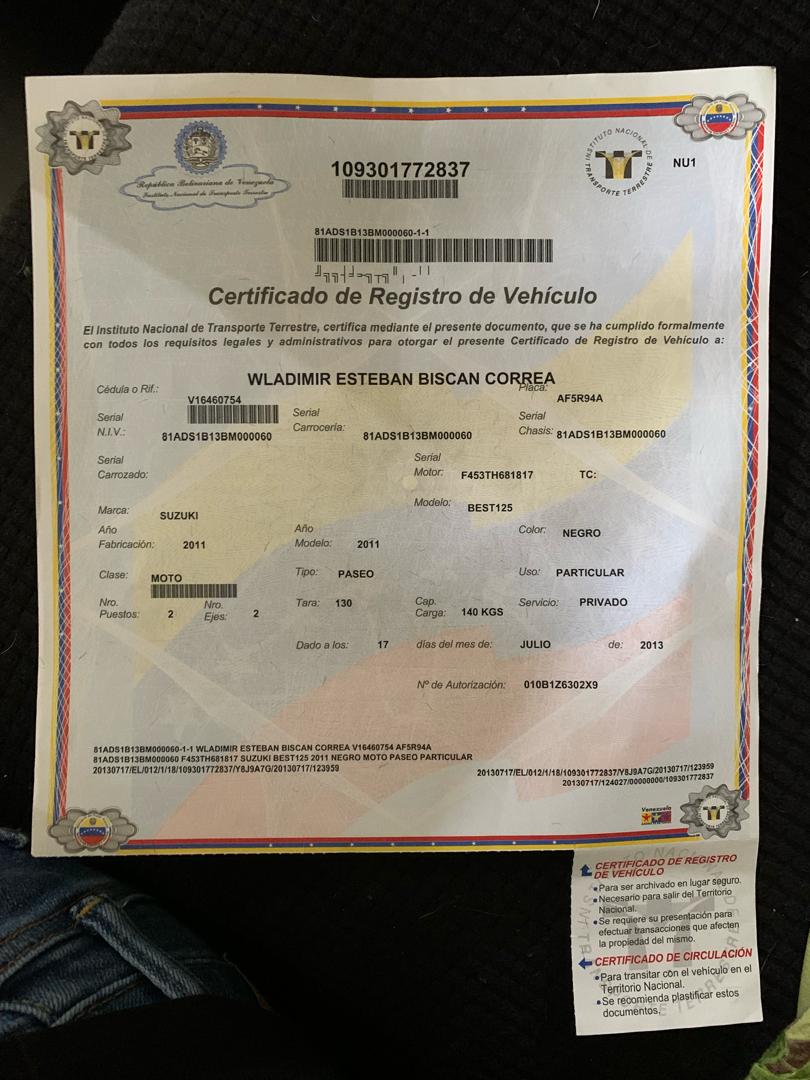 República Bolivariana de Venezuela
Instituto Nacional de Transporte Terrestre
109301772837
INSTITUTO NACIONAL DE TRANSPORTE TERRESTRE
NU1
81ADS1B13BM000060-1-1
Certificado de Registro de Vehículo
El Instituto Nacional de Transporte Terrestre, certifica mediante el presente documento, que se ha cumplido formalmente
con todos los requisitos legales y administrativos para otorgar el presente Certificado de Registro de Vehículo a:
WLADIMIR ESTEBAN BISCAN CORREA
Cédula o Rif.: V16460754 Placa: AF5R94A
Serial N.I.V.: 81ADS1B13BM000060 Serial Carrocería: 81ADS1B13BM000060 Serial Chasis: 81ADS1B13BM000060
Serial Carrozado: Serial Motor: F453TH681817 TC:
Marca: SUZUKI Modelo: BEST125
Año Fabricación: 2011 Año Modelo: 2011 Color: NEGRO
Clase: MOTO Tipo: PASEO Uso: PARTICULAR
Nro. Puestos: 2 Nro. Ejes: 2 Tara: 130 Cap. Carga: 140 KGS Servicio: PRIVADO
Dado a los: 17 días del mes de: JULIO de: 2013
Nº de Autorización: 010B1Z6302X9
81ADS1B13BM000060-1-1 WLADIMIR ESTEBAN BISCAN CORREA V16460754 AF5R94A
81ADS1B13BM000060 F453TH681817 SUZUKI BEST125 2011 NEGRO MOTO PASEO PARTICULAR
20130717/EL/012/1/18/109301772837/Y8J9A7G/20130717/123959
20130717/EL/012/1/18/109301772837/Y8J9A7G/20130717/123959
20130717/124027/00000000/109301772837
Venezuela
CERTIFICADO DE REGISTRO
DE VEHÍCULO
•Para ser archivado en lugar seguro.
•Necesario para salir del Territorio
Nacional.
•Se requiere su presentación para
efectuar transacciones que afecten
la propiedad del mismo.
CERTIFICADO DE CIRCULACIÓN
•Para transitar con el vehículo en el
Territorio Nacional.
•Se recomienda plastificar estos
documentos.